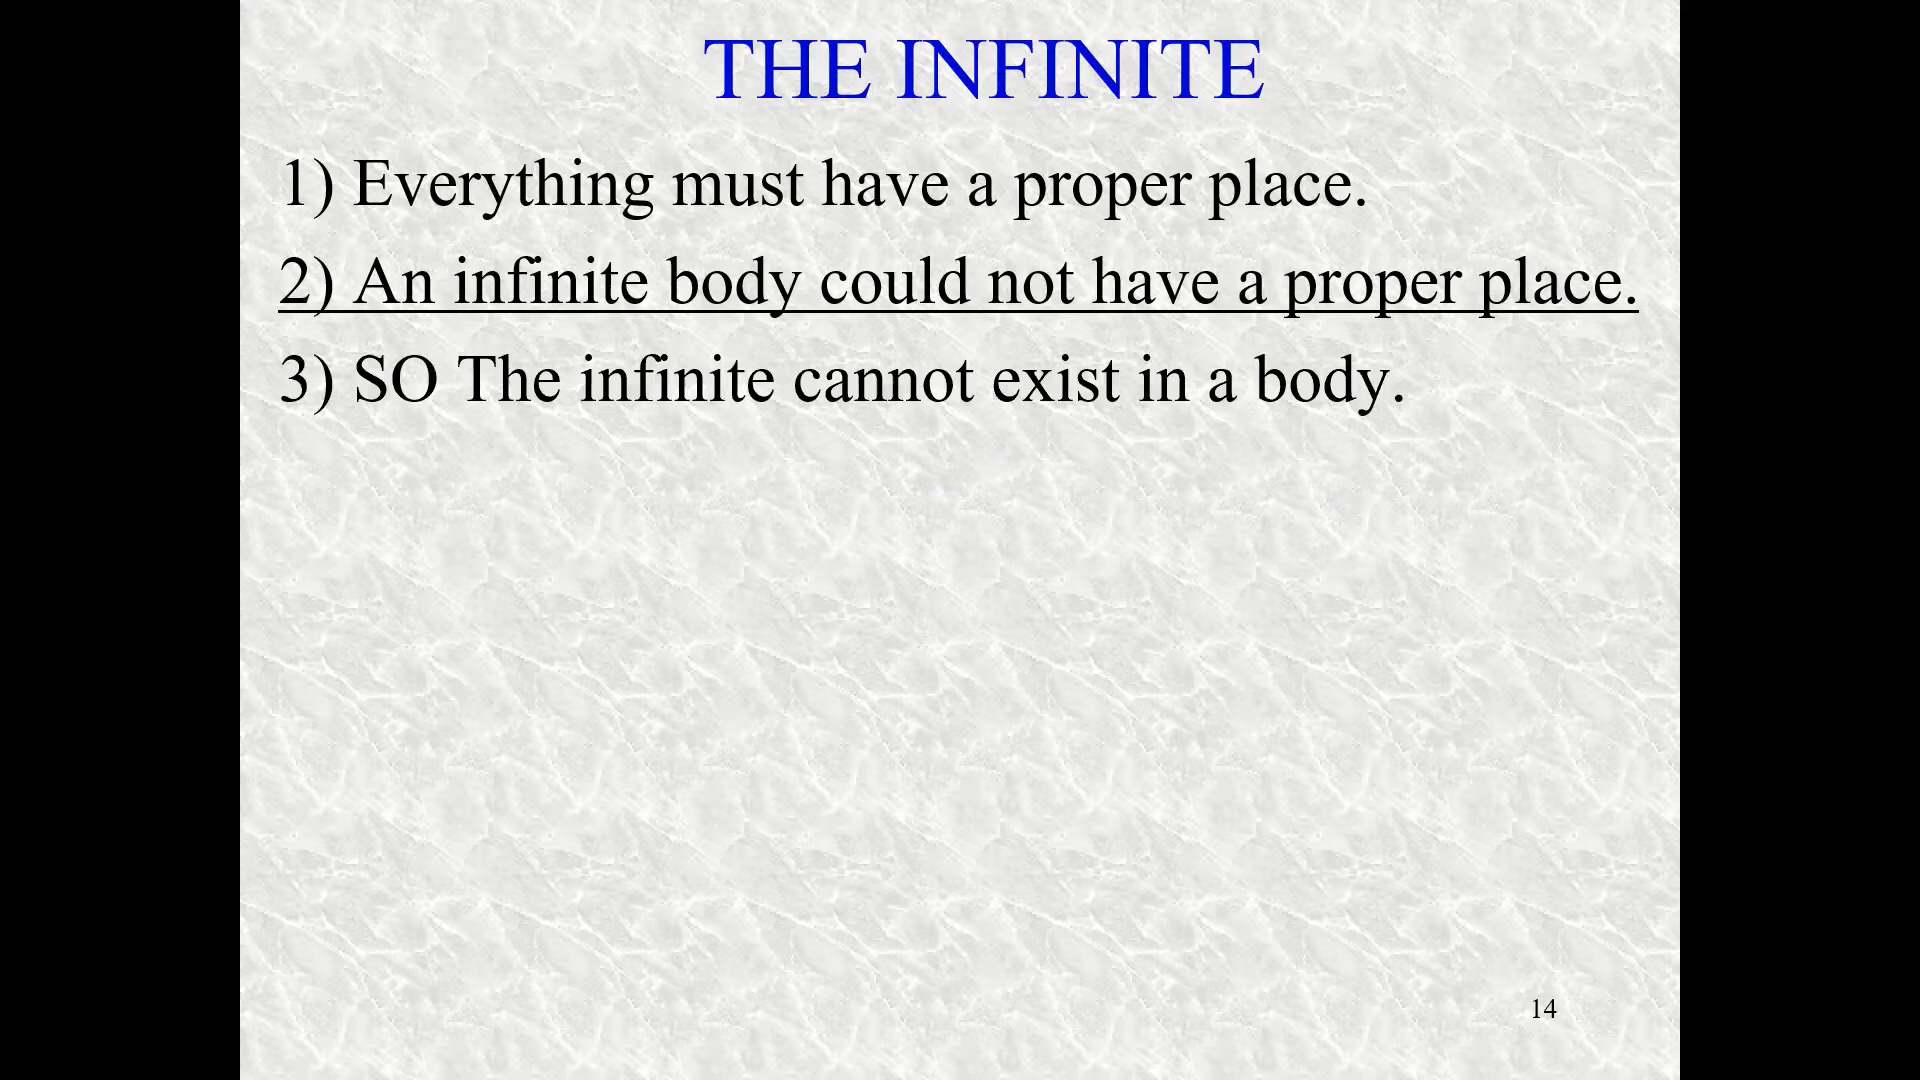 THE INFINITE
1) Everything must have a proper place.
2) An infinite body could not have a proper place.
3) SO The infinite cannot exist in a body.
14